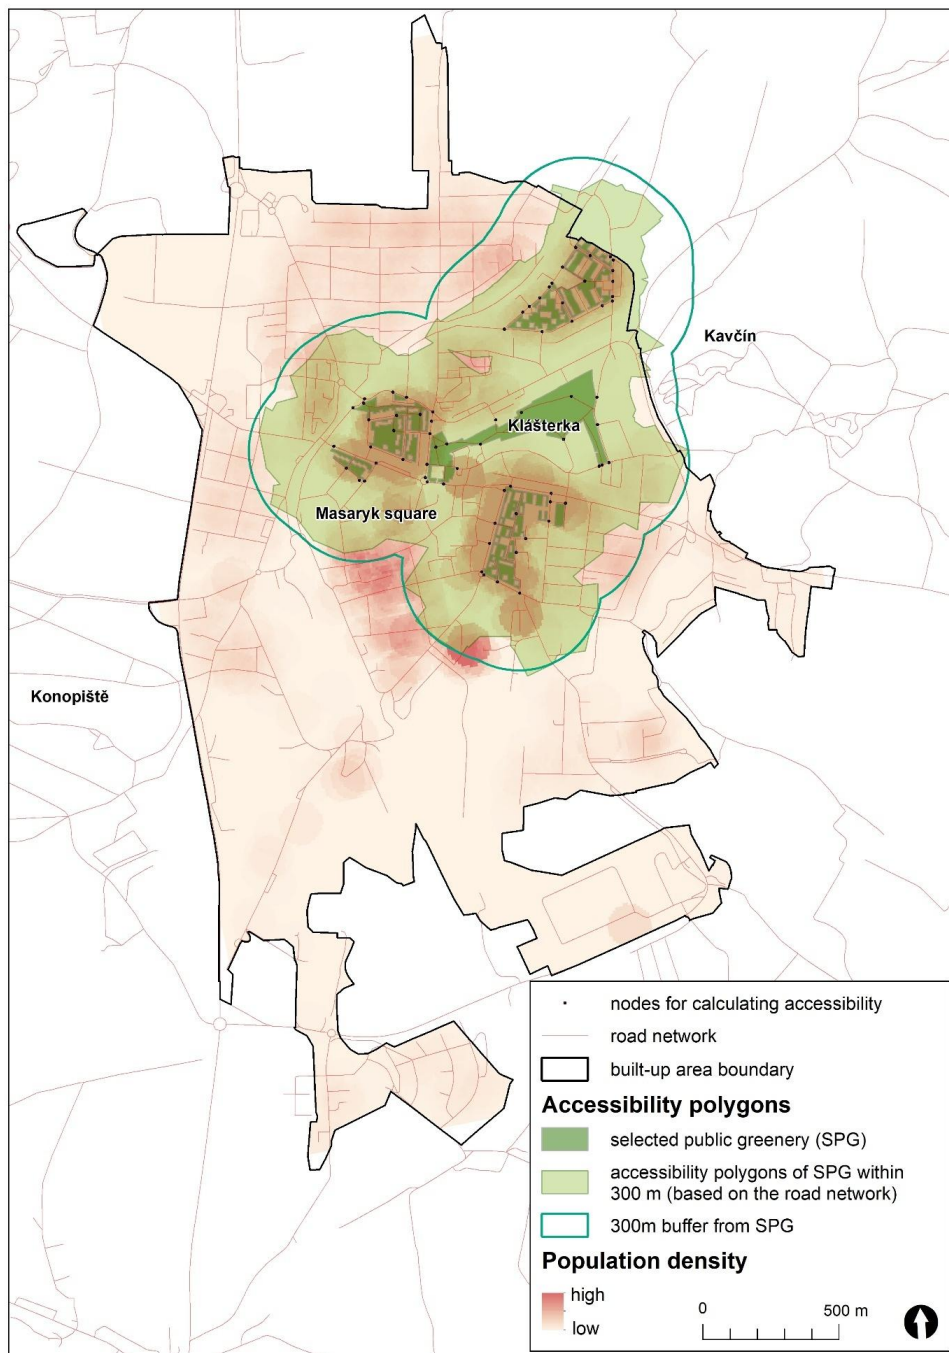 Kavčín
Klášterka
Masaryk square
Konopiště
nodes for calculating accessibility
road network
built-up area boundary
Accessibility polygons
selected public greenery (SPG)
accessibility polygons of SPG within
300 m (based on the road network)
300m buffer from SPG
Population density
high
low
0 500 m